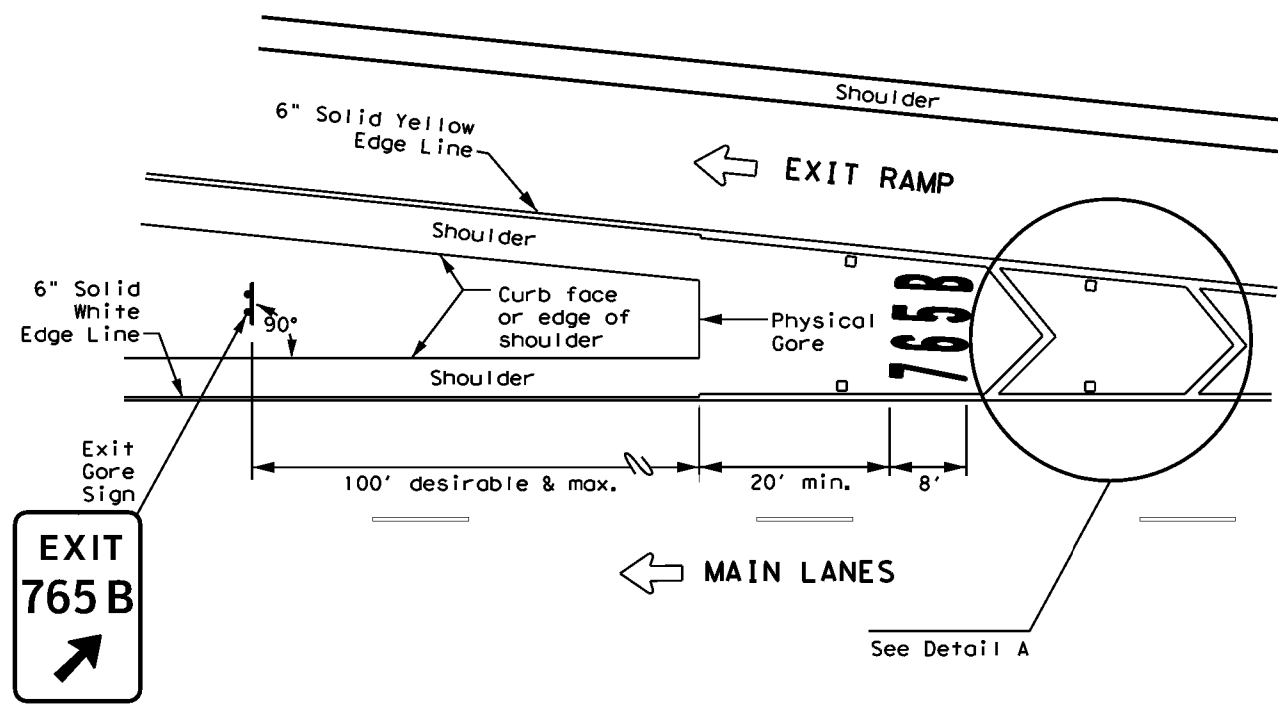 Shoulder
6" Solid Yellow
Edge Line
EXIT RAMP
Shoulder
6" Solid
White
Edge Line
90°
Curb face
or edge of
shoulder
Physical
Gore
765B
Shoulder
Exit
Gore
Sign
100' desirable & max.
20' min.
8'
EXIT
765 B
MAIN LANES
See Detail A